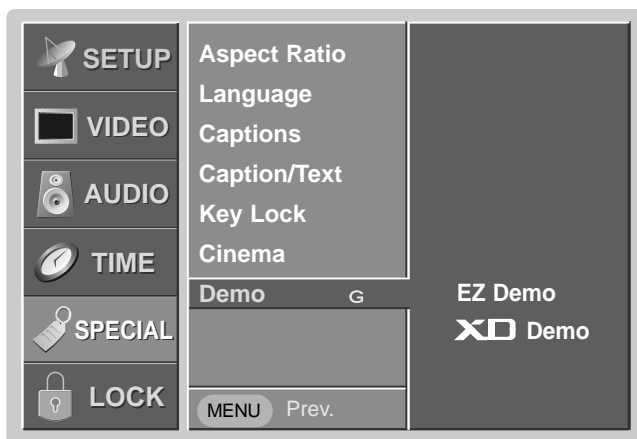 SETUP
VIDEO
AUDIO
TIME
SPECIAL
LOCK
Aspect Ratio
Language
Captions
Caption/Text
Key Lock
Cinema
Demo G
MENU Prev.
EZ Demo
XD Demo